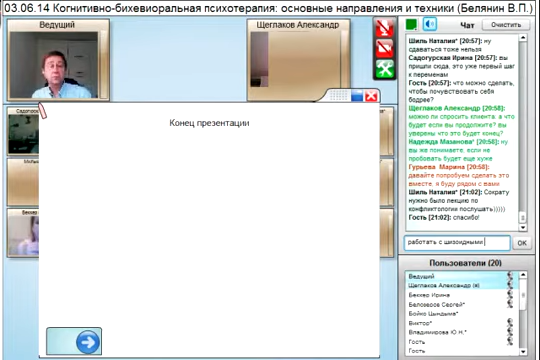 03.06.14 Когнитивно-бихевиоральная психотерапия: основные направления и техники (Белянин В.П.)
Ведущий
Щеглаков Александр
Чат
Очистить
Шиль Наталия* [20:57]: ну
сдаваться тоже нельзя
Садогурская Ирина [20:57]: вы
пришли сюда, это уже первый шаг
к переменам
Гость [20:57]: что можно сделать,
чтобы почувствовать себя
бодрее?
Щеглаков Александр [20:58]:
можно ли спросить клиента, а что
будет если вы продолжите? вы
уверены что это будет конец?
Надежда Мазанова* [20:58]: ну
вы же понимаете, если не
пробовать будет еще хуже
Гурьева Марина [20:58]:
давайте попробуем сделать это
вместе, я буду рядом с вами
Шиль Наталия* [21:02]: Сократу
нужно было лекцию по
конфликтологии послушать)))))
Гость [21:02]: спасибо!
Конец презентации
работать с шизоидными
OK
Пользователи (20)
Ведущий
Щеглаков Александр (я)
Беккер Ирина
Белозеров Сергей*
Бойко Цындыма*
Виктор*
Владимирова Ю.Н.*
Гость
Гость